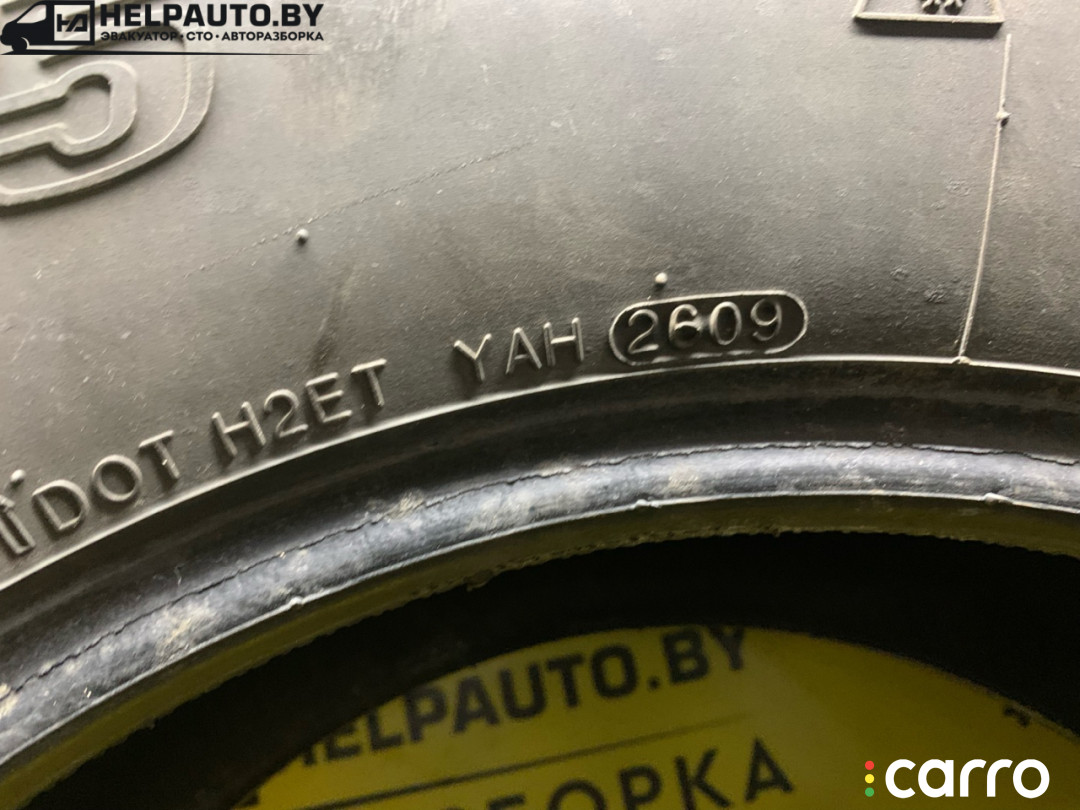 HELPAUTO.BY
ЭВАКУАТОР • СТО • АВТОРАЗБОРКА
DOT H2ET YAH 2609
HELPAUTO.BY
carro